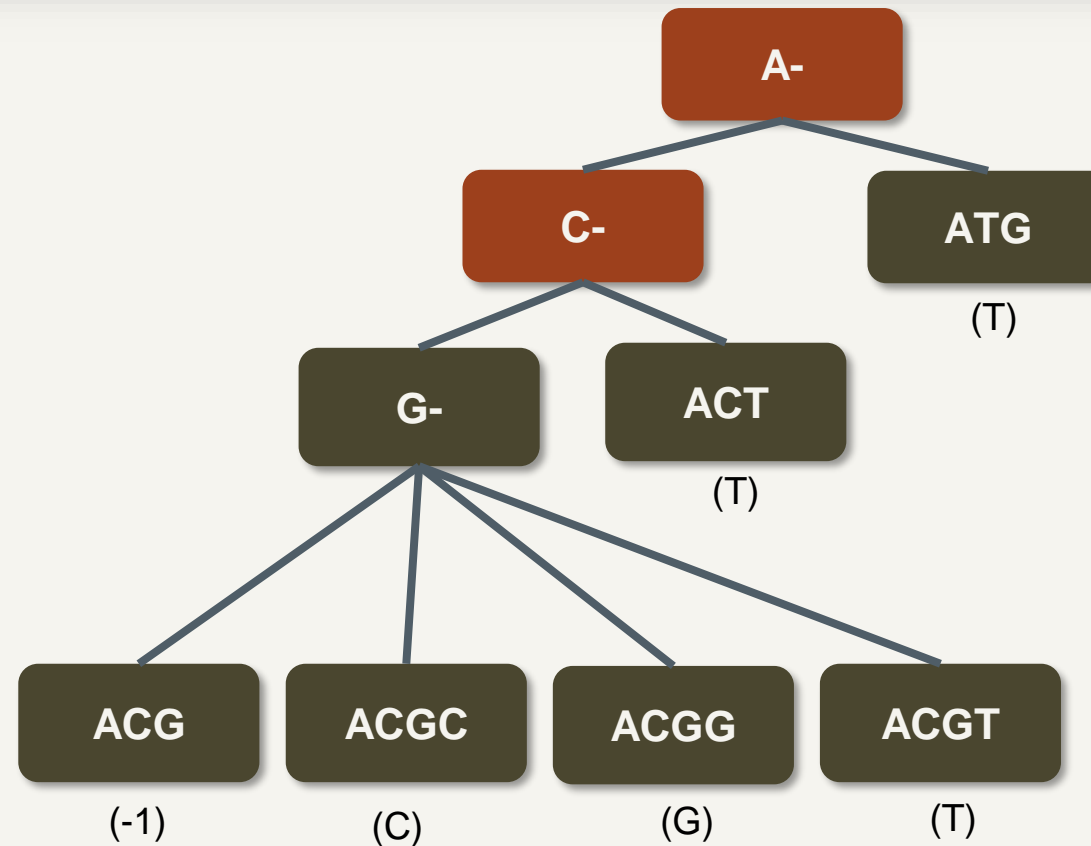 A-
C-
ATG
(T)
G-
ACT
(T)
ACG
ACGC
ACGG
ACGT
(-1)
(C)
(G)
(T)